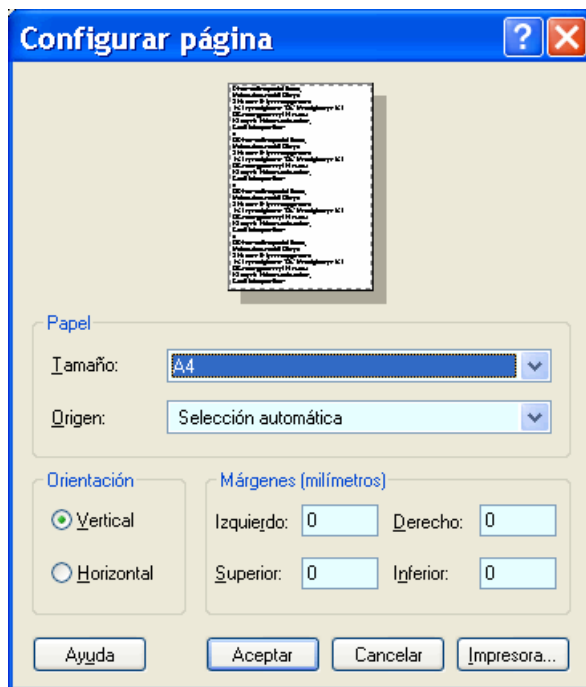 Configurar página
Papel
Tamaño: A4
Origen: Selección automática
Orientación
Vertical
Horizontal
Márgenes (milímetros)
Izquierdo: 0 Derecho: 0
Superior: 0 Inferior: 0
Ayuda Aceptar Cancelar Impresora...